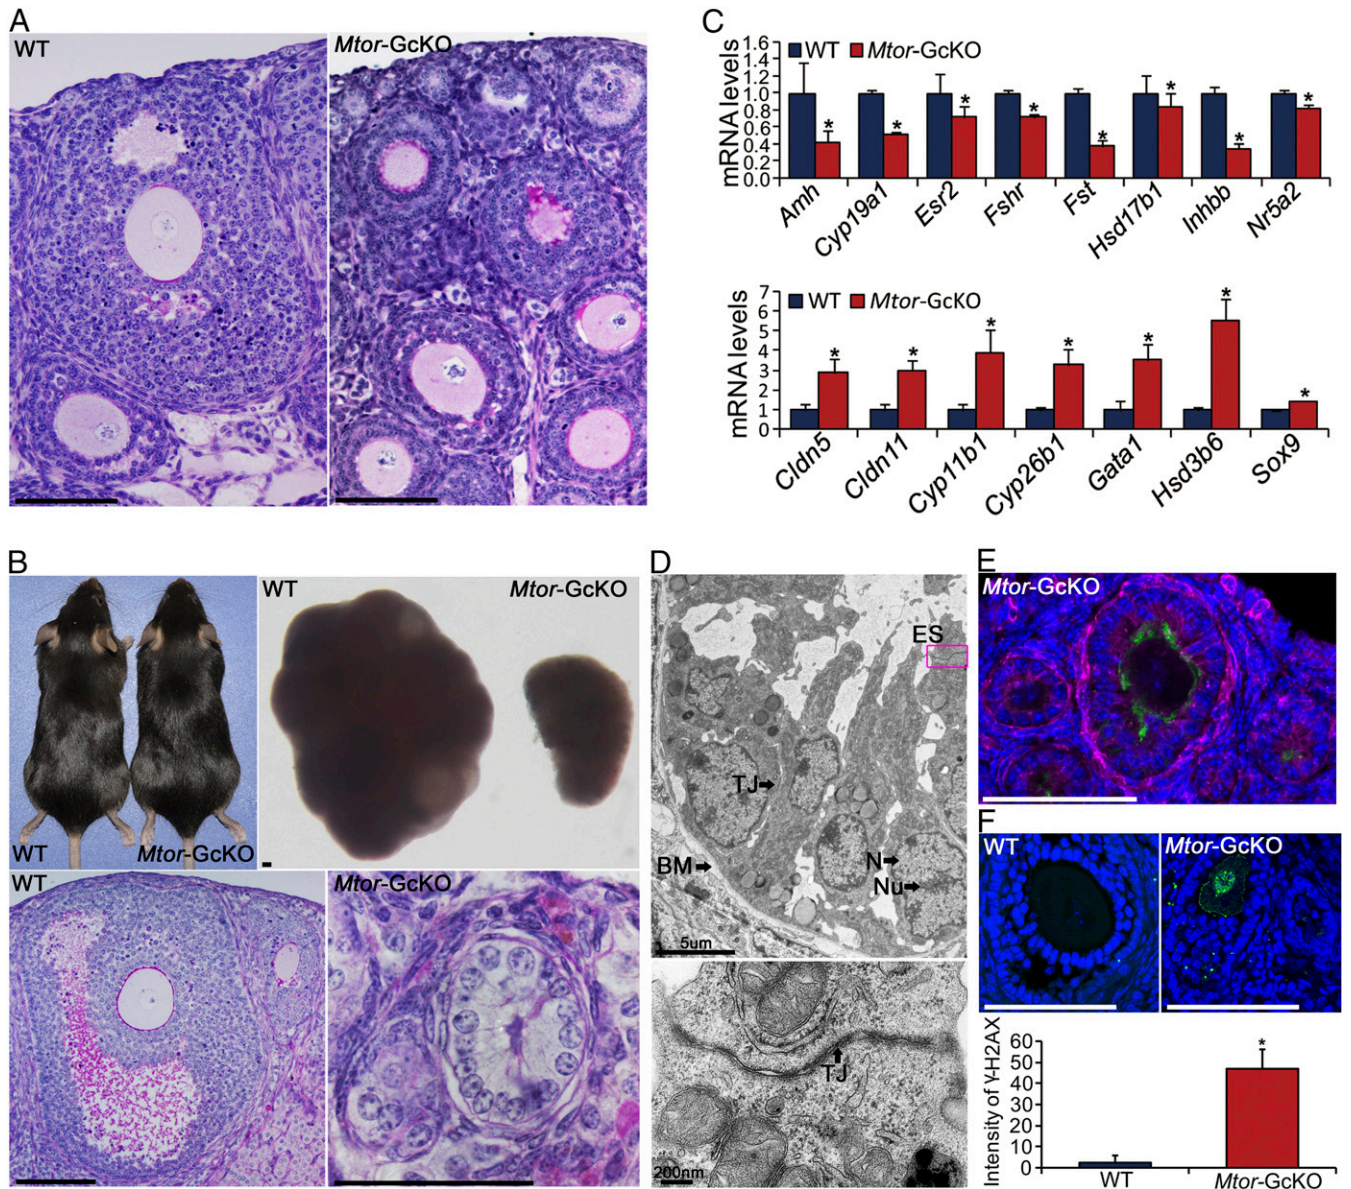 A
WT
Mtor-GcKO
C
WT Mtor-GcKO
mRNA levels
1.6
1.4
1.2
1.0
0.8
0.6
0.4
0.2
0.0
* * * * * * * *
Amh Cyp19a1 Esr2 Fshr Fst Hsd17b1 Inhbb Nr5a2
WT Mtor-GcKO
mRNA levels
7
6
5
4
3
2
1
0
* * * * * * *
Cldn5 Cldn11 Cyp11b1 Cyp26b1 Gata1 Hsd3b6 Sox9
B
WT Mtor-GcKO
WT Mtor-GcKO
WT
Mtor-GcKO
D
ES
TJ
BM
N
Nu
5um
TJ
200nm
E
Mtor-GcKO
F
WT
Mtor-GcKO
Intensity of γ-H2AX
60
50
40
30
20
10
0
*
WT Mtor-GcKO